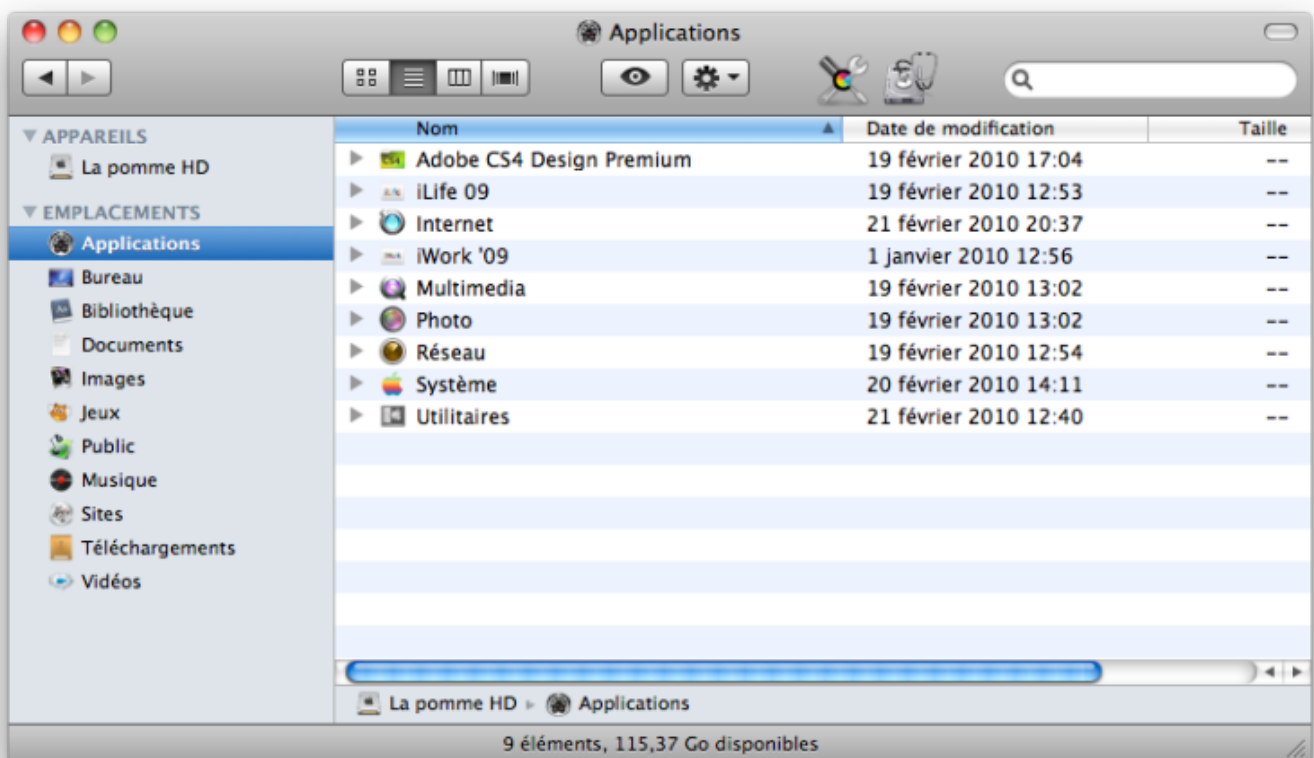 Applications
APPAREILS
La pomme HD
EMPLACEMENTS
Applications
Bureau
Bibliothèque
Documents
Images
Jeux
Public
Musique
Sites
Téléchargements
Vidéos
Nom Date de modification Taille
Adobe CS4 Design Premium 19 février 2010 17:04 --
iLife 09 19 février 2010 12:53 --
Internet 21 février 2010 20:37 --
iWork '09 1 janvier 2010 12:56 --
Multimedia 19 février 2010 13:02 --
Photo 19 février 2010 13:02 --
Réseau 19 février 2010 12:54 --
Système 20 février 2010 14:11 --
Utilitaires 21 février 2010 12:40 --
La pomme HD Applications
9 éléments, 115,37 Go disponibles